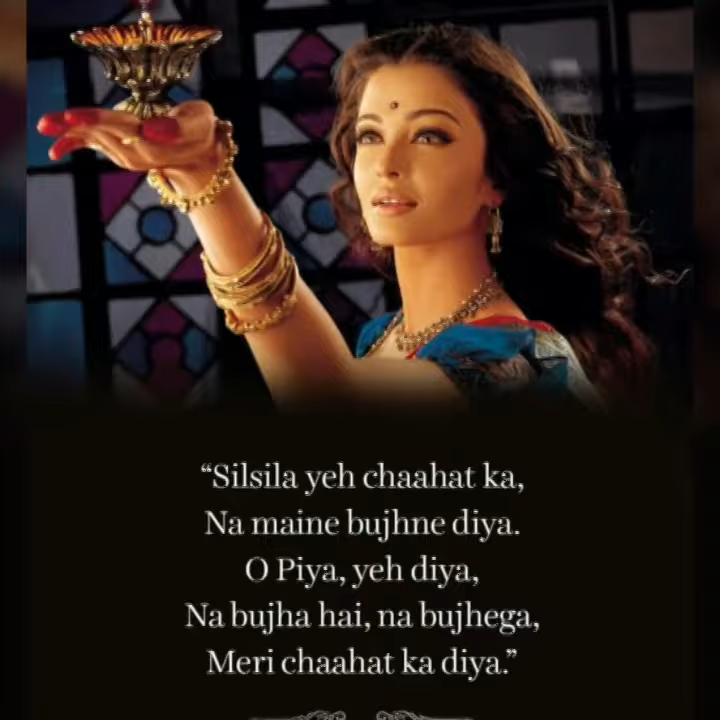 “Silsila yeh chaahat ka,
Na maine bujhne diya.
O Piya, yeh diya,
Na bujha hai, na bujhega,
Meri chaahat ka diya.”